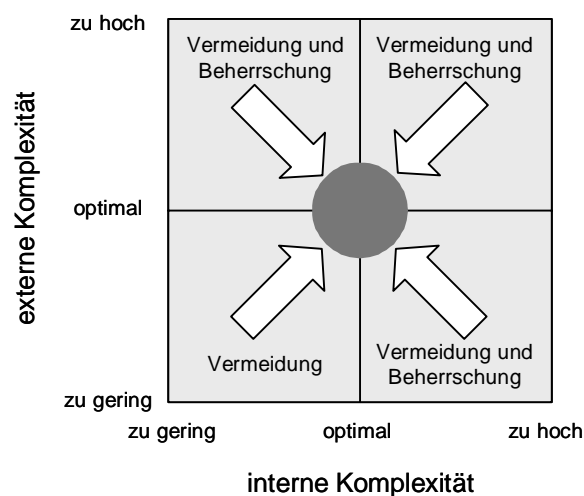 zu hoch
Vermeidung und
Beherrschung
Vermeidung und
Beherrschung
externe Komplexität
optimal
Vermeidung
Vermeidung und
Beherrschung
zu gering
zu gering
optimal
zu hoch
interne Komplexität